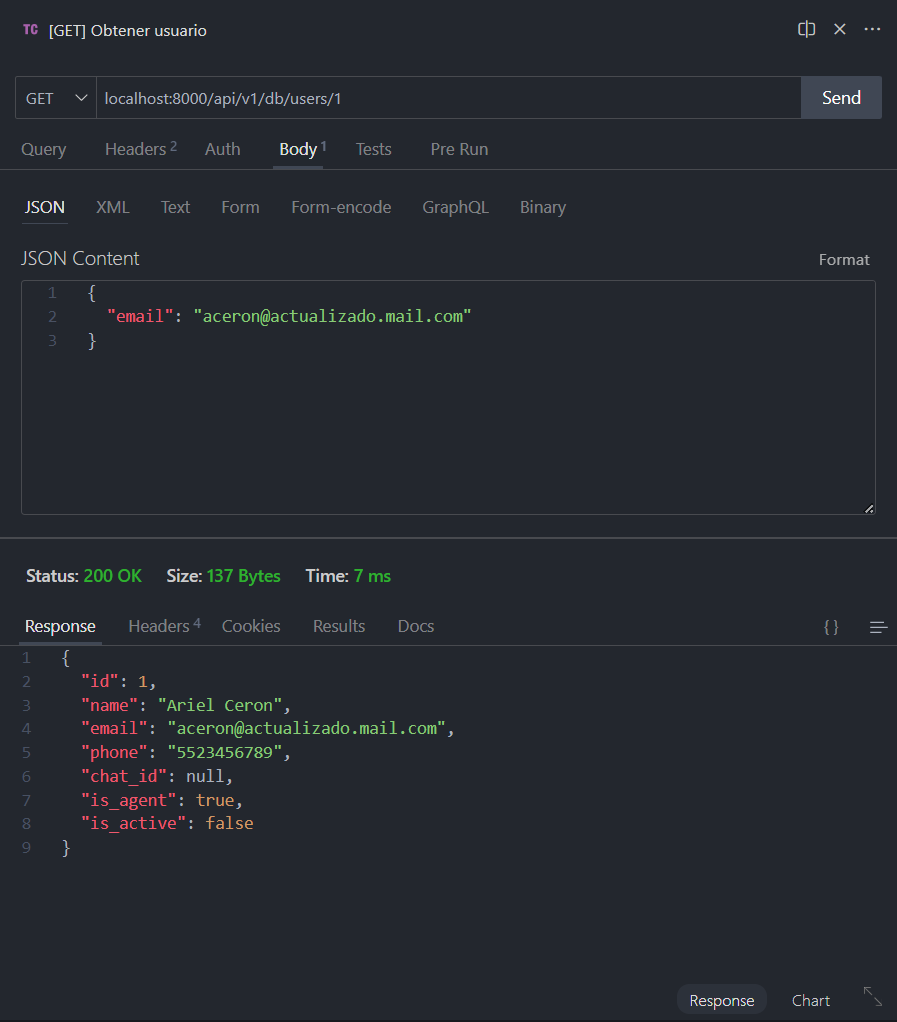 TC [GET] Obtener usuario
GET localhost:8000/api/v1/db/users/1 Send
Query Headers 2 Auth Body 1 Tests Pre Run
JSON XML Text Form Form-encode GraphQL Binary
JSON Content Format
1 {
2 "email": "aceron@actualizado.mail.com"
3 }
Status: 200 OK Size: 137 Bytes Time: 7 ms
Response Headers 4 Cookies Results Docs { }
1 {
2 "id": 1,
3 "name": "Ariel Ceron",
4 "email": "aceron@actualizado.mail.com",
5 "phone": "5523456789",
6 "chat_id": null,
7 "is_agent": true,
8 "is_active": false
9 }
Response Chart